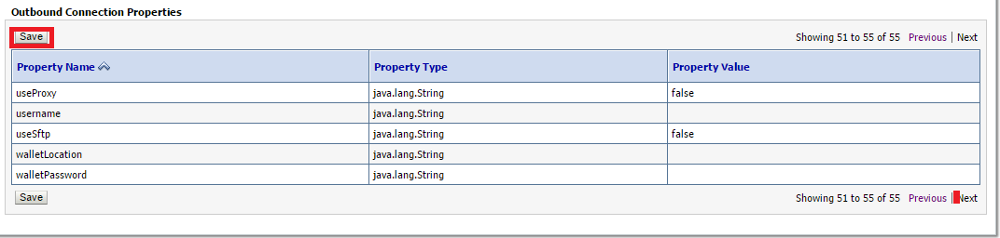 Outbound Connection Properties
Save Showing 51 to 55 of 55 Previous | Next
Property Name Property Type Property Value
useProxy java.lang.String false
username java.lang.String
useSftp java.lang.String false
walletLocation java.lang.String
walletPassword java.lang.String
Save Showing 51 to 55 of 55 Previous | Next